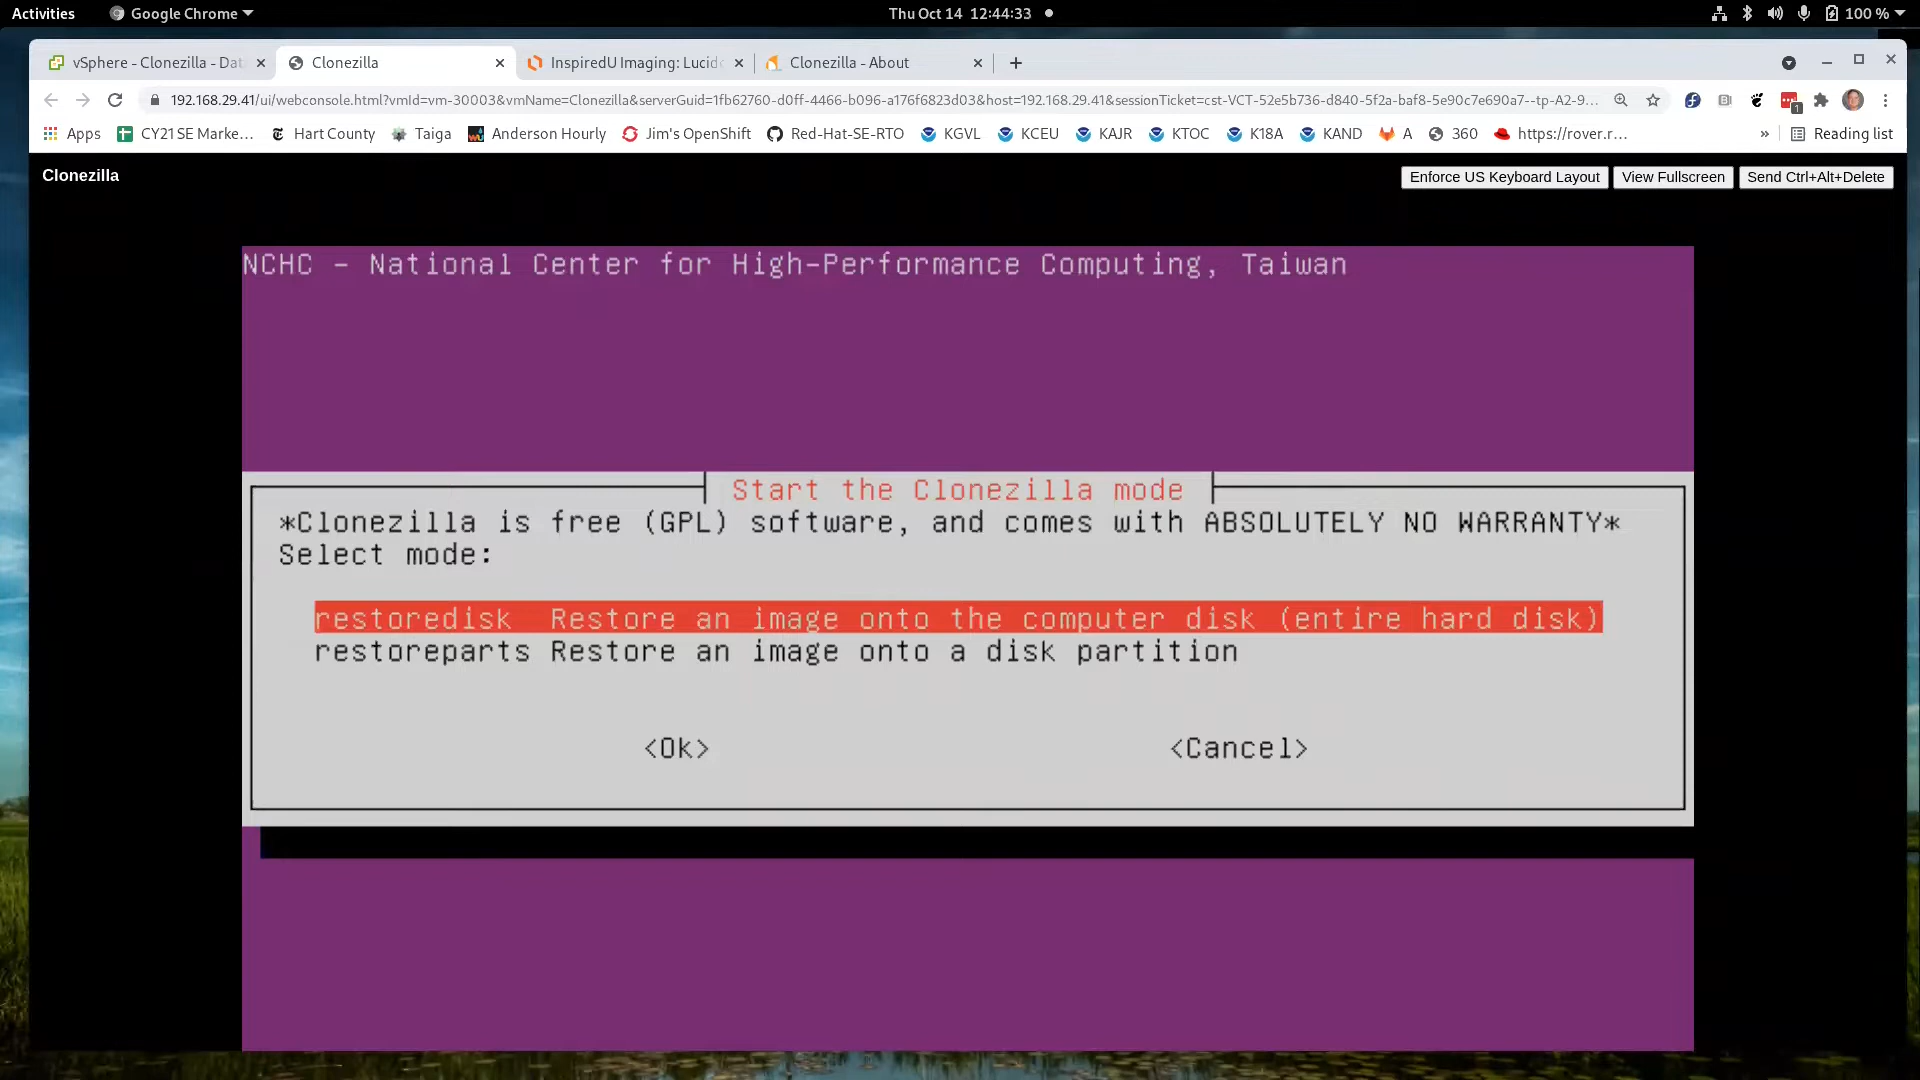 Activities Google Chrome Thu Oct 14 12:44:33 100 %
vSphere - Clonezilla - Dat Clonezilla InspiredU Imaging: Lucid Clonezilla - About
192.168.29.41/ui/webconsole.html?vmId=vm-30003&vmName=Clonezilla&serverGuid=1fb62760-d0ff-4466-b096-a176f6823d03&host=192.168.29.41&sessionTicket=cst-VCT-52e5b736-d840-5f2a-baf8-5e90c7e690a7--tp-A2-9... 1
Apps CY21 SE Marke... Hart County Taiga Anderson Hourly Jim's OpenShift Red-Hat-SE-RTO KGVL KCEU KAJR KTOC K18A KAND A 360 https://rover.r... » Reading list
Clonezilla Enforce US Keyboard Layout View Fullscreen Send Ctrl+Alt+Delete
NCHC - National Center for High-Performance Computing, Taiwan
Start the Clonezilla mode
*Clonezilla is free (GPL) software, and comes with ABSOLUTELY NO WARRANTY*
Select mode:
restoredisk Restore an image onto the computer disk (entire hard disk)
restoreparts Restore an image onto a disk partition
<Ok> <Cancel>